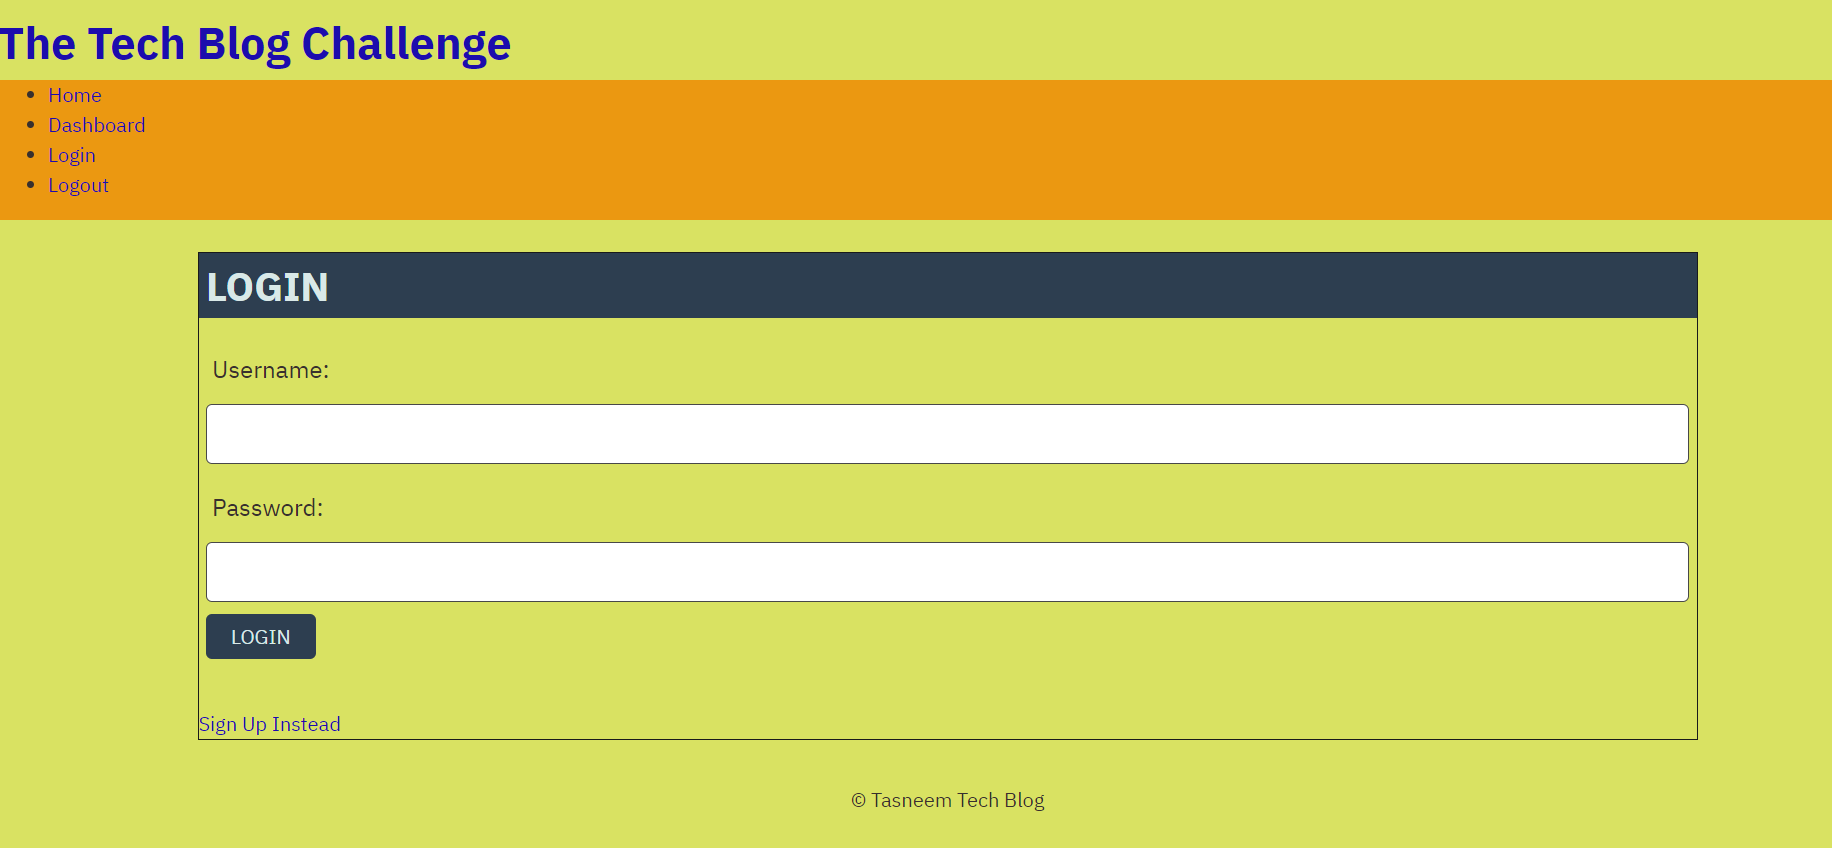 The Tech Blog Challenge
Home
Dashboard
Login
Logout
LOGIN
Username:
Password:
LOGIN
Sign Up Instead
© Tasneem Tech Blog